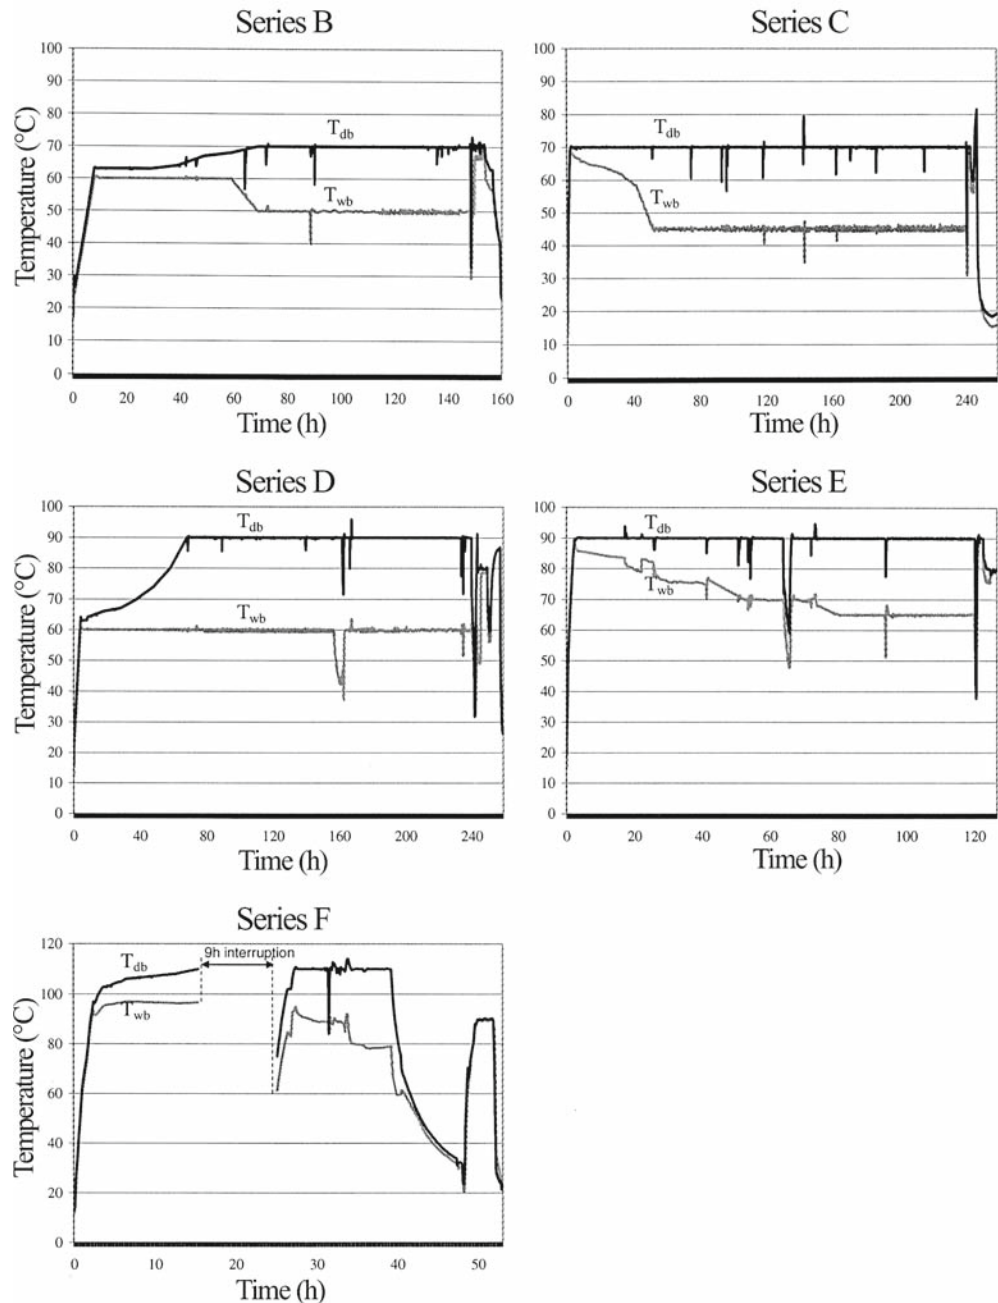 Series B
Series C
100
90
80
70
60
50
40
30
20
10
0
Temperature (°C)
Tdb
Twb
0 20 40 60 80 100 120 140 160
Time (h)
100
90
80
70
60
50
40
30
20
10
0
Tdb
Twb
0 40 80 120 160 200 240
Time (h)
Series D
Series E
100
90
80
70
60
50
40
30
20
10
0
Temperature (°C)
Tdb
Twb
0 40 80 120 160 200 240
Time (h)
100
90
80
70
60
50
40
30
20
10
0
Tdb
Twb
0 20 40 60 80 100 120
Time (h)
Series F
120
100
80
60
40
20
0
Temperature (°C)
Tdb
Twb
9h interruption
0 10 20 30 40 50
Time (h)